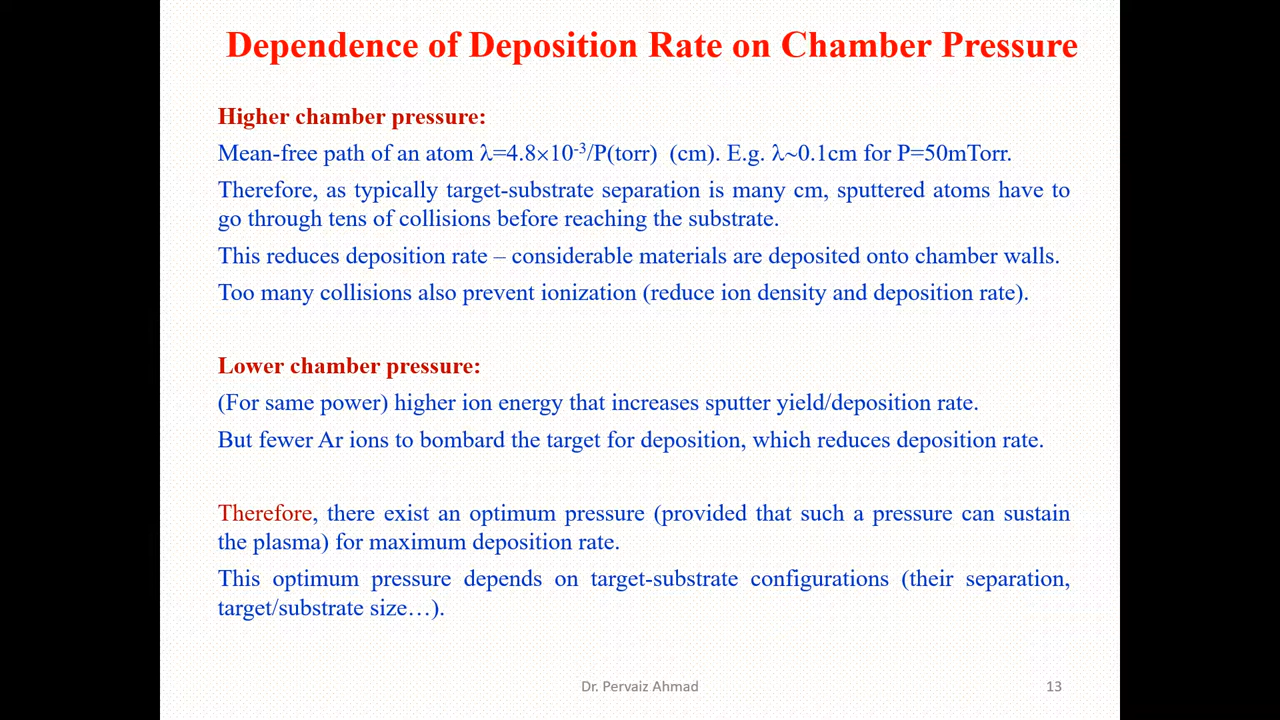 Dependence of Deposition Rate on Chamber Pressure
Higher chamber pressure:
Mean-free path of an atom λ=4.8×10⁻³/P(torr) (cm). E.g. λ~0.1cm for P=50mTorr.
Therefore, as typically target-substrate separation is many cm, sputtered atoms have to
go through tens of collisions before reaching the substrate.
This reduces deposition rate – considerable materials are deposited onto chamber walls.
Too many collisions also prevent ionization (reduce ion density and deposition rate).
Lower chamber pressure:
(For same power) higher ion energy that increases sputter yield/deposition rate.
But fewer Ar ions to bombard the target for deposition, which reduces deposition rate.
Therefore, there exist an optimum pressure (provided that such a pressure can sustain
the plasma) for maximum deposition rate.
This optimum pressure depends on target-substrate configurations (their separation,
target/substrate size…).
Dr. Pervaiz Ahmad
13